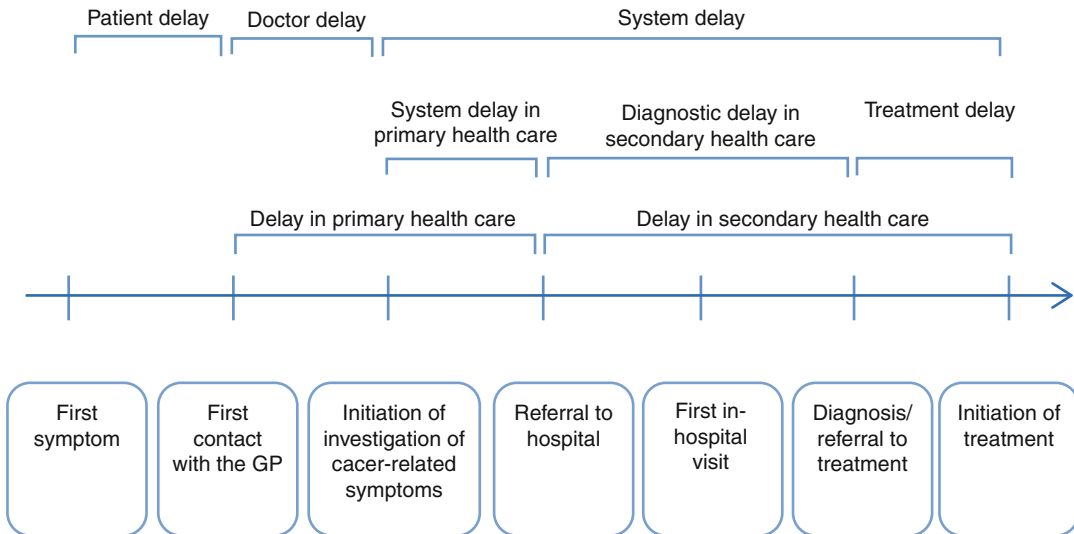 Patient delay
Doctor delay
System delay
System delay in
primary health care
Diagnostic delay in
secondary health care
Treatment delay
Delay in primary health care
Delay in secondary health care
First
symptom
First
contact
with the GP
Initiation of
investigation of
cacer-related
symptoms
Referral to
hospital
First in-
hospital
visit
Diagnosis/
referral to
treatment
Initiation of
treatment